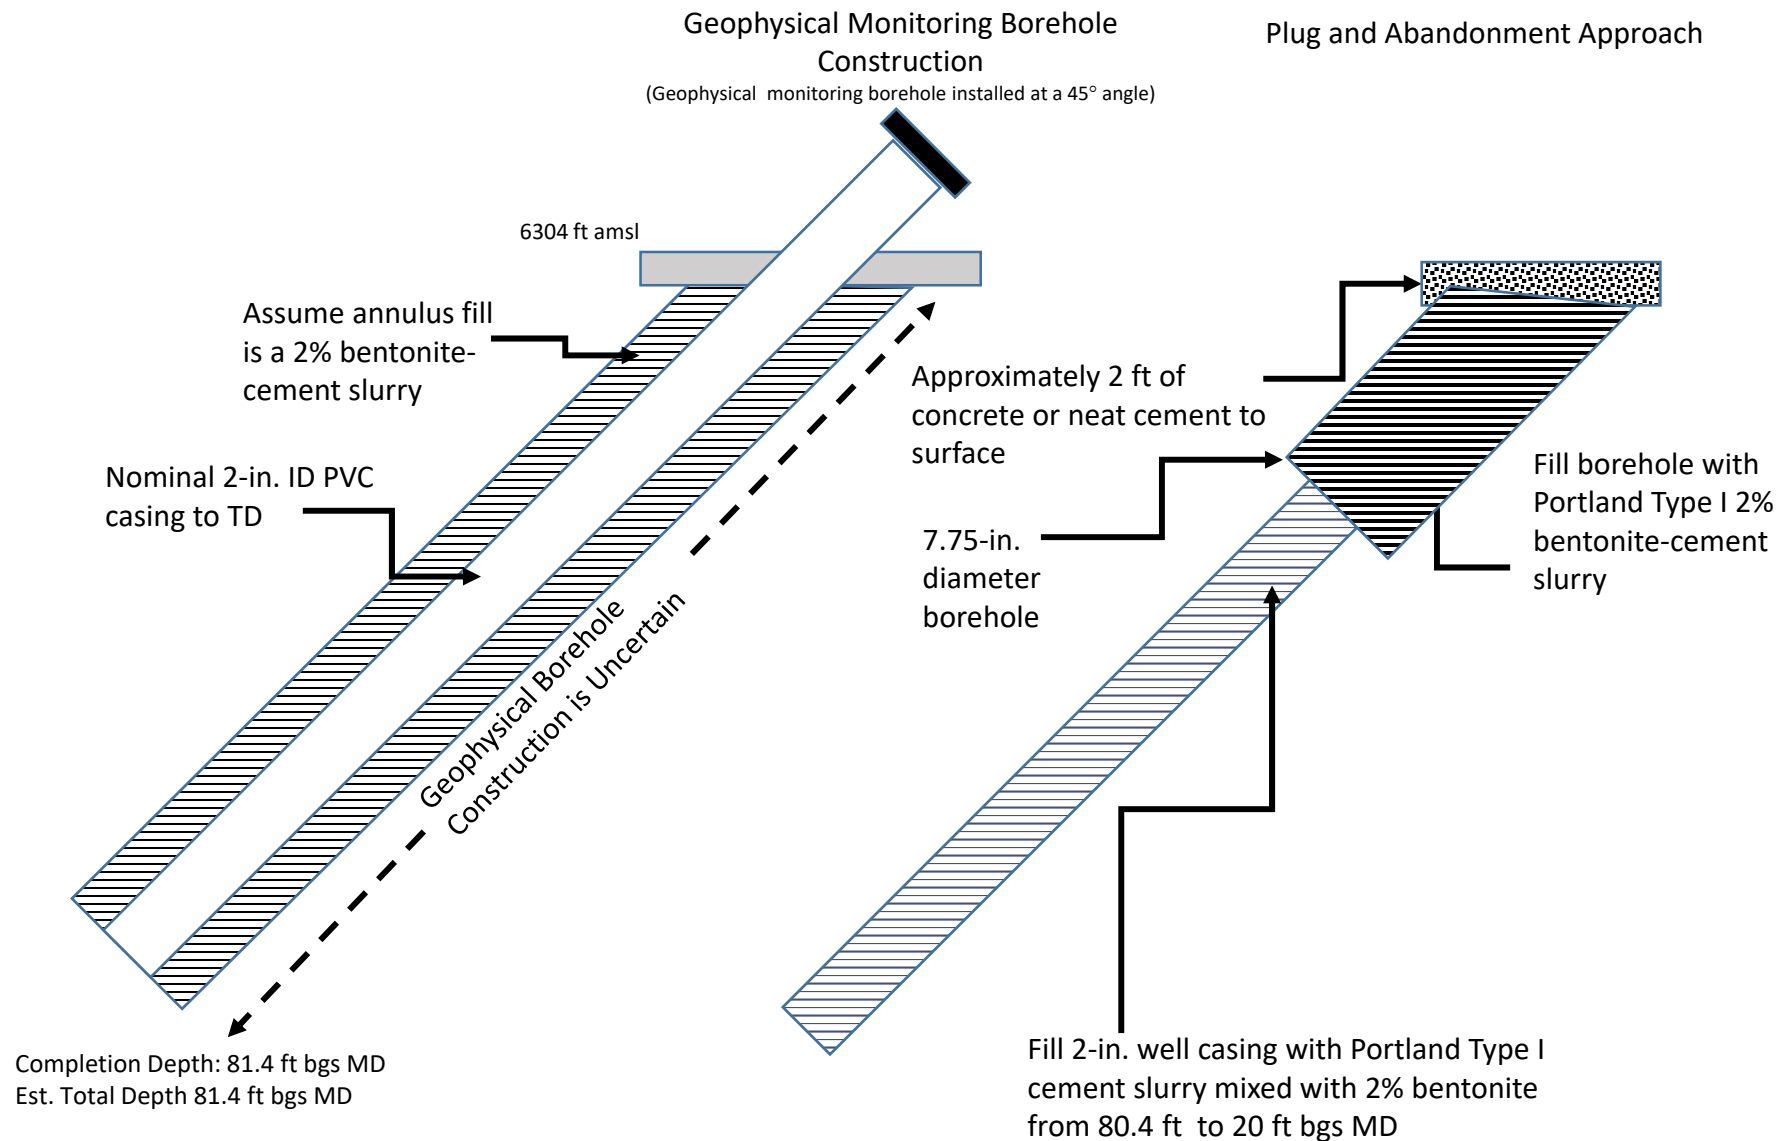 Geophysical Monitoring Borehole
Construction
(Geophysical monitoring borehole installed at a 45° angle)
Plug and Abandonment Approach
6304 ft amsl
Assume annulus fill
is a 2% bentonite-
cement slurry
Nominal 2-in. ID PVC
casing to TD
Geophysical Borehole
Construction is Uncertain
Completion Depth: 81.4 ft bgs MD
Est. Total Depth 81.4 ft bgs MD
Approximately 2 ft of
concrete or neat cement to
surface
7.75-in.
diameter
borehole
Fill borehole with
Portland Type I 2%
bentonite-cement
slurry
Fill 2-in. well casing with Portland Type I
cement slurry mixed with 2% bentonite
from 80.4 ft to 20 ft bgs MD